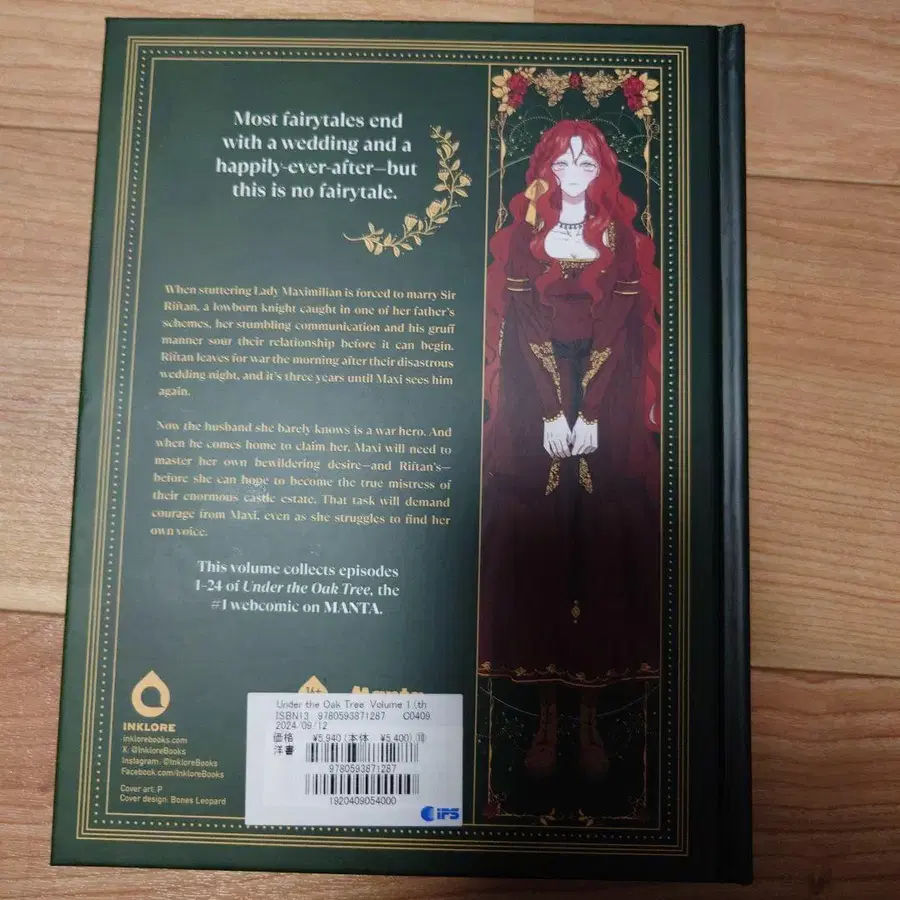 Most fairytales end
with a wedding and a
happily-ever-after—but
this is no fairytale.
When stuttering Lady Maximilian is forced to marry Sir
Riftan, a lowborn knight caught in one of her father's
schemes, her stumbling communication and his gruff
manner sour their relationship before it can begin.
Riftan leaves for war the morning after their disastrous
wedding night, and it's three years until Maxi sees him
again.
Now the husband she barely knows is a war hero. And
when he comes home to claim her, Maxi will need to
master her own bewildering desire—and Riftan's—
before she can hope to become the true mistress of
their enormous castle estate. That task will demand
courage from Maxi, even as she struggles to find her
own voice.
This volume collects episodes
1–24 of Under the Oak Tree, the
#1 webcomic on MANTA.
INKLORE
inklorebooks.com
X: @InkloreBooks
Instagram: @InkloreBooks
Facebook.com/InkloreBooks
Cover art: P
Cover design: Bones Leopard
16+
Manta
Under the Oak Tree Volume 1 (th
ISBN13 9780593871287 C0409
2024/09/12
価格 ¥5,940(本体 ¥5,400)⑩
洋書
9780593871287
1920409054000
iPS